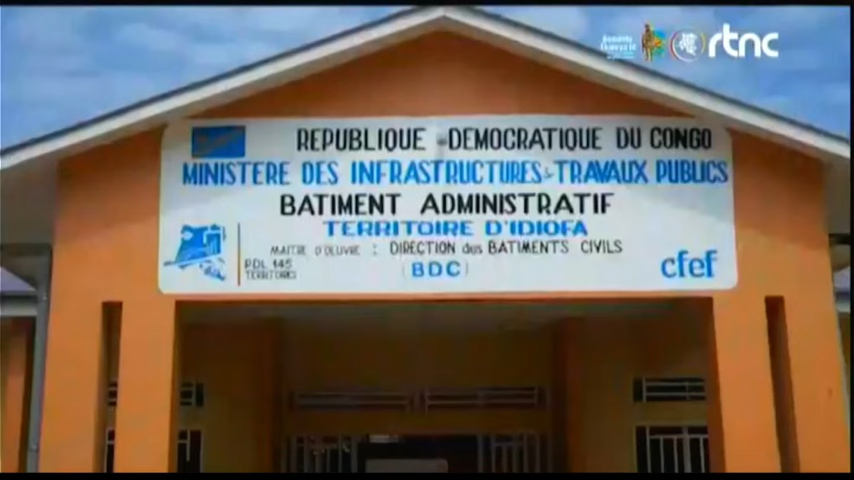 rtnc
REPUBLIQUE DEMOCRATIQUE DU CONGO
MINISTERE DES INFRASTRUCTURES & TRAVAUX PUBLICS
BATIMENT ADMINISTRATIF
TERRITOIRE D'IDIOFA
MAITRE D'OEUVRE : DIRECTION des BATIMENTS CIVILS
PDL 145
TERRITOIRES
(BDC)
cfef